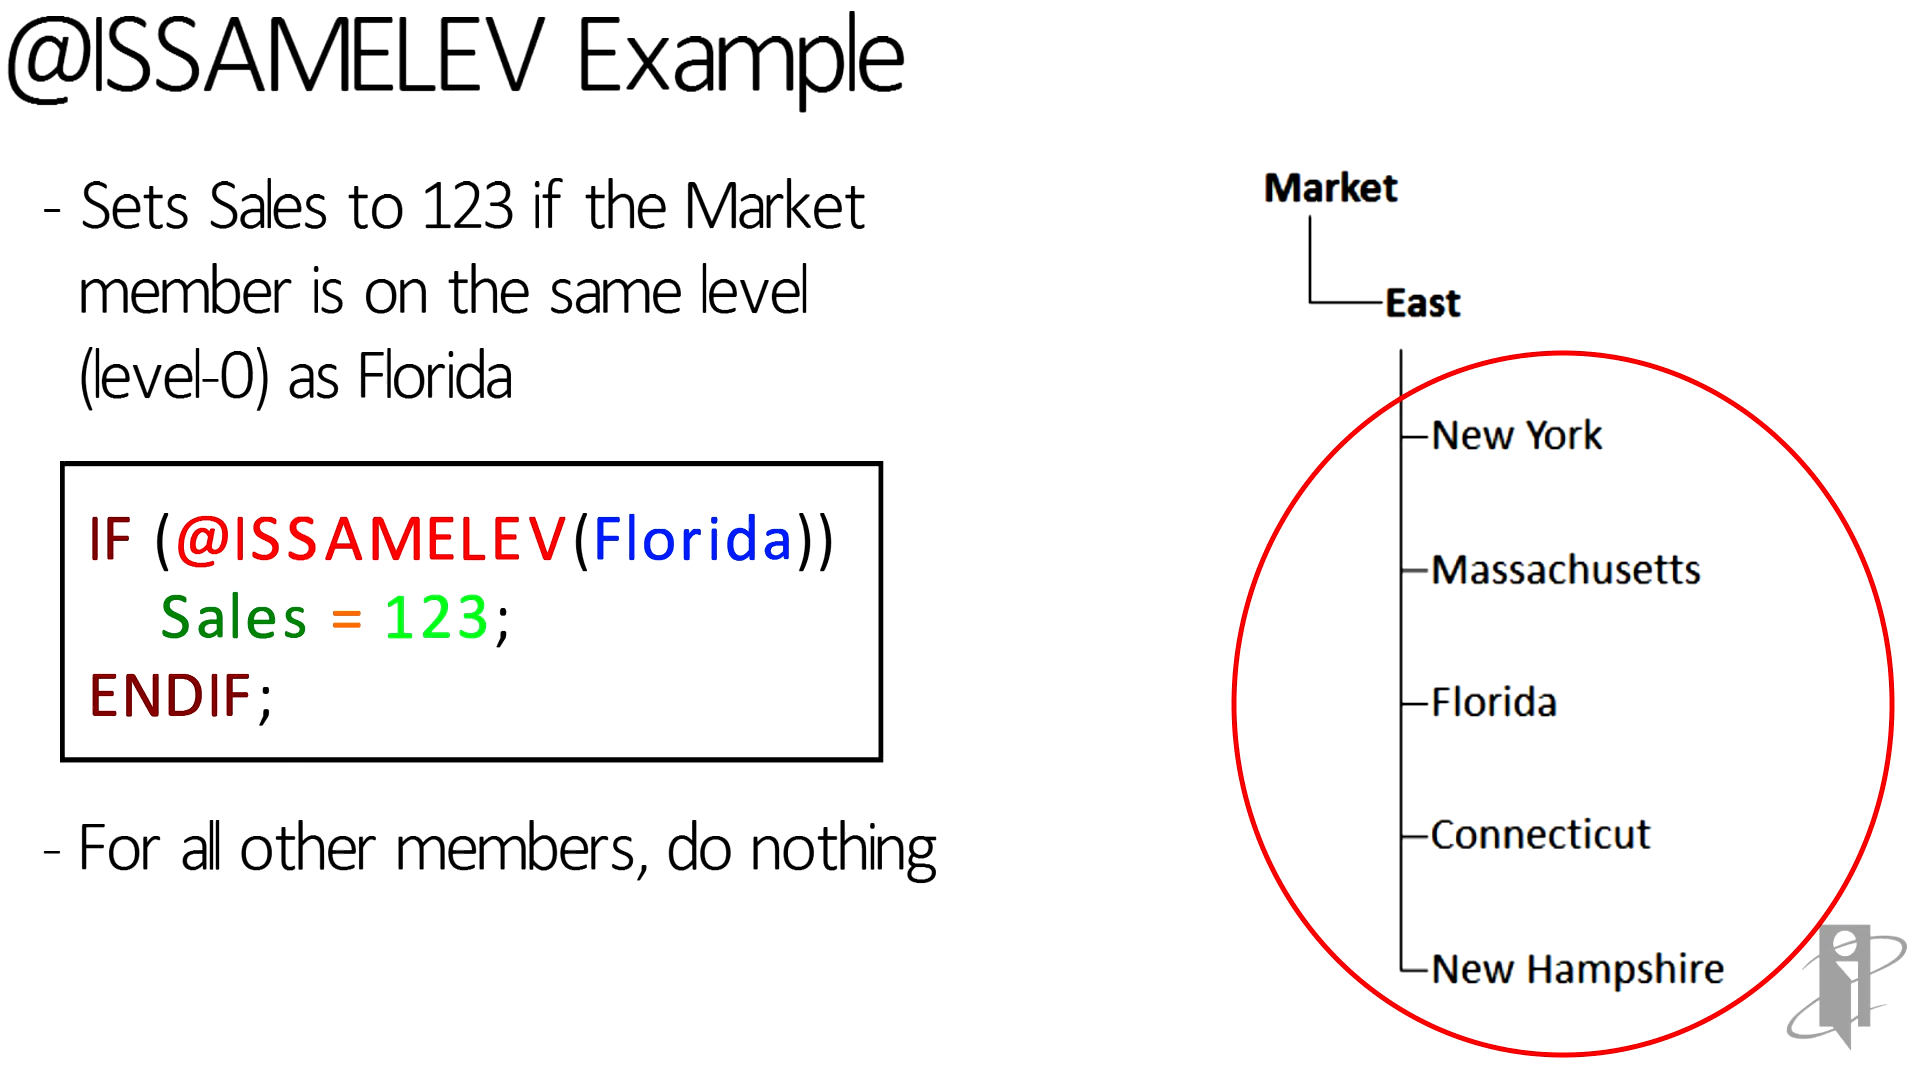 @ISSAMELEV Example
- Sets Sales to 123 if the Market
member is on the same level
(level-0) as Florida
IF (@ISSAMELEV(Florida))
Sales = 123;
ENDIF;
- For all other members, do nothing
Market
East
New York
Massachusetts
Florida
Connecticut
New Hampshire